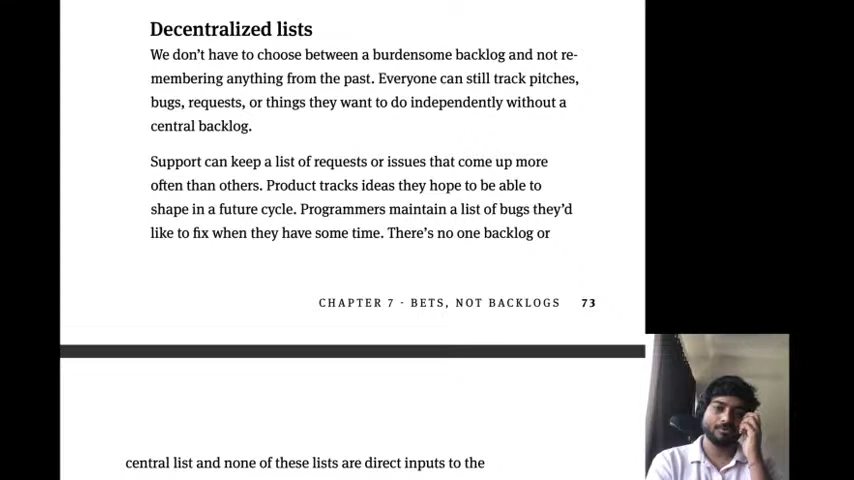 Decentralized lists
We don't have to choose between a burdensome backlog and not re-
membering anything from the past. Everyone can still track pitches,
bugs, requests, or things they want to do independently without a
central backlog.
Support can keep a list of requests or issues that come up more
often than others. Product tracks ideas they hope to be able to
shape in a future cycle. Programmers maintain a list of bugs they'd
like to fix when they have some time. There's no one backlog or
CHAPTER 7 - BETS, NOT BACKLOGS 73
central list and none of these lists are direct inputs to the